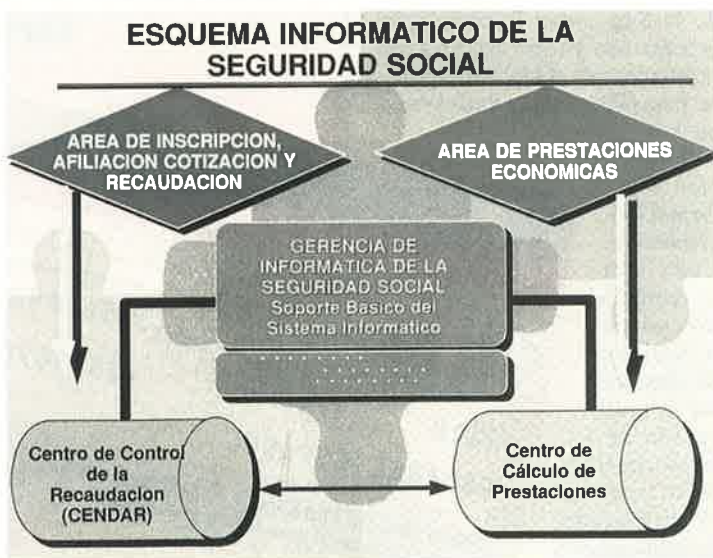 ESQUEMA INFORMATICO DE LA
SEGURIDAD SOCIAL
AREA DE INSCRIPCION,
AFILIACION COTIZACION Y
RECAUDACION
AREA DE PRESTACIONES
ECONOMICAS
GERENCIA DE
INFORMATICA DE LA
SEGURIDAD SOCIAL
Soporte Basico del
Sistema Informatico
Centro de Control
de la
Recaudacion
(CENDAR)
Centro de
Cálculo de
Prestaciones